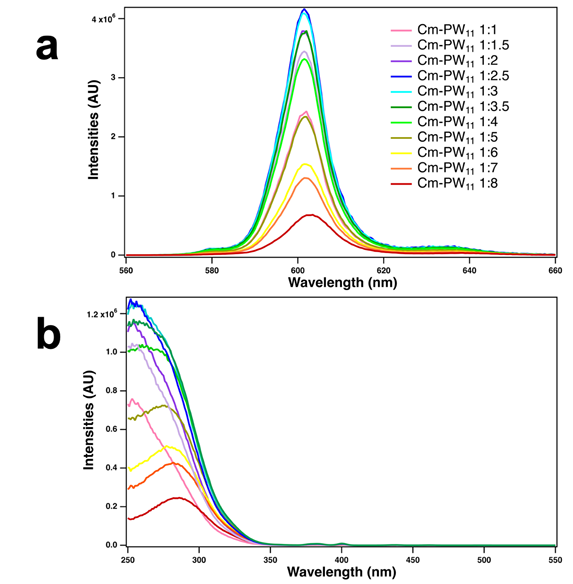 a
4 x10⁶
3
2
1
0
Intensities (AU)
560 580 600 620 640 660
Wavelength (nm)
Cm-PW₁₁ 1:1
Cm-PW₁₁ 1:1.5
Cm-PW₁₁ 1:2
Cm-PW₁₁ 1:2.5
Cm-PW₁₁ 1:3
Cm-PW₁₁ 1:3.5
Cm-PW₁₁ 1:4
Cm-PW₁₁ 1:5
Cm-PW₁₁ 1:6
Cm-PW₁₁ 1:7
Cm-PW₁₁ 1:8
b
1.2 x10⁶
1.0
0.8
0.6
0.4
0.2
0.0
Intensities (AU)
250 300 350 400 450 500 550
Wavelength (nm)